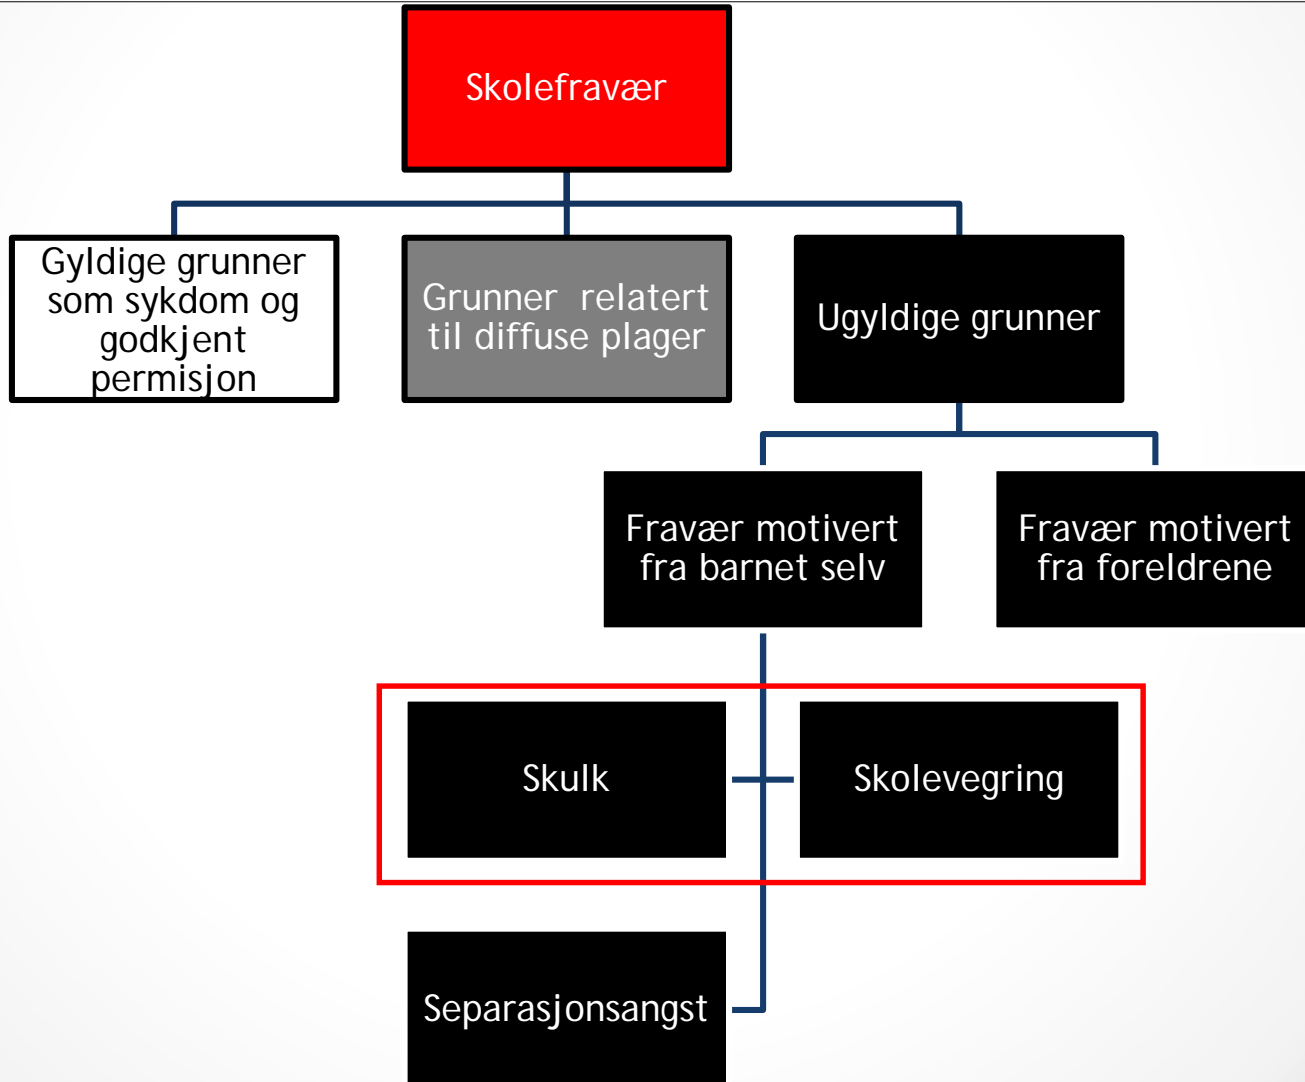 Skolefravær
Gyldige grunner
som sykdom og
godkjent
permisjon
Grunner relatert
til diffuse plager
Ugyldige grunner
Fravær motivert
fra barnet selv
Fravær motivert
fra foreldrene
Skulk
Skolevegring
Separasjonsangst